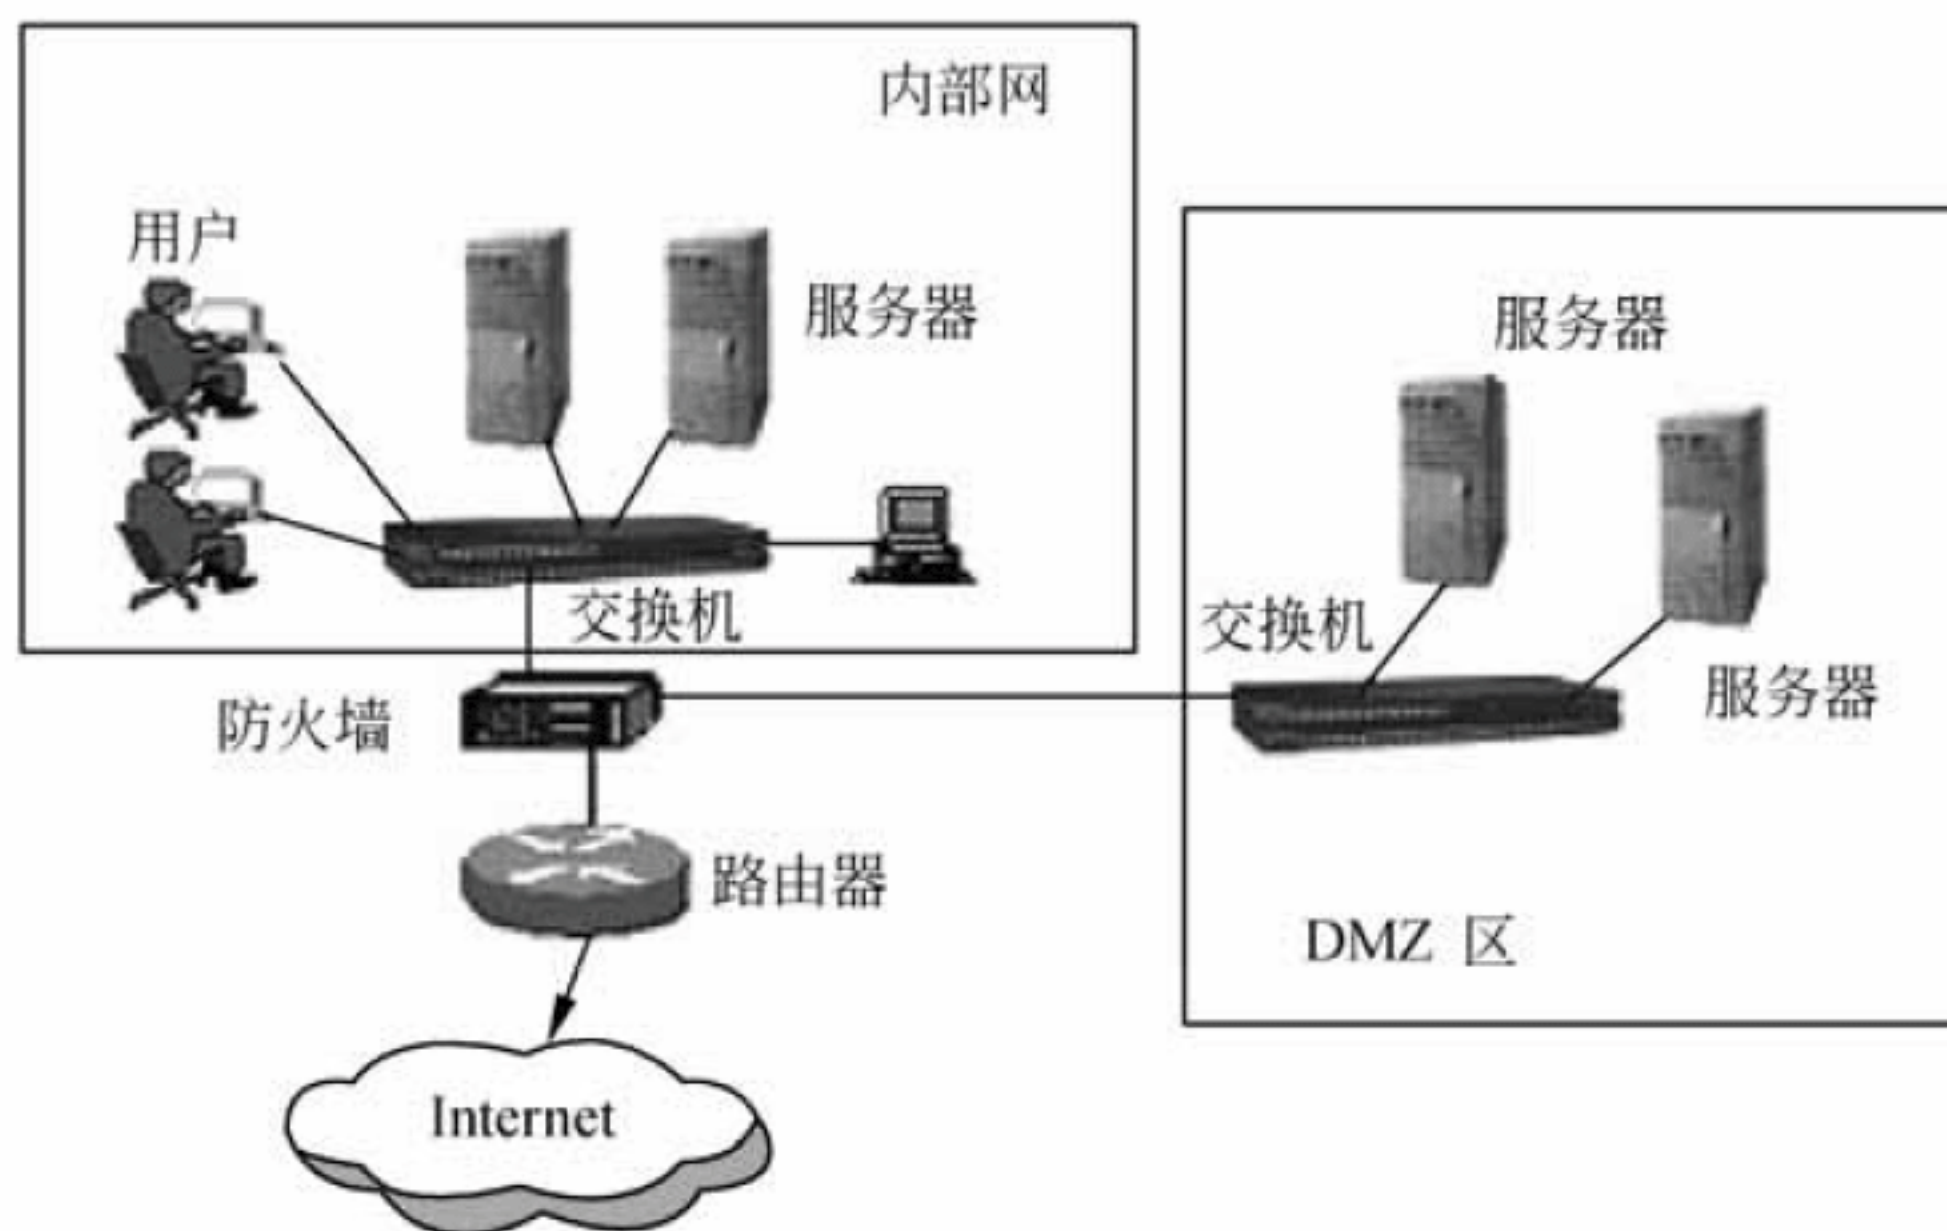 内部网
用户
服务器
交换机
服务器
交换机
服务器
防火墙
路由器
DMZ 区
Internet